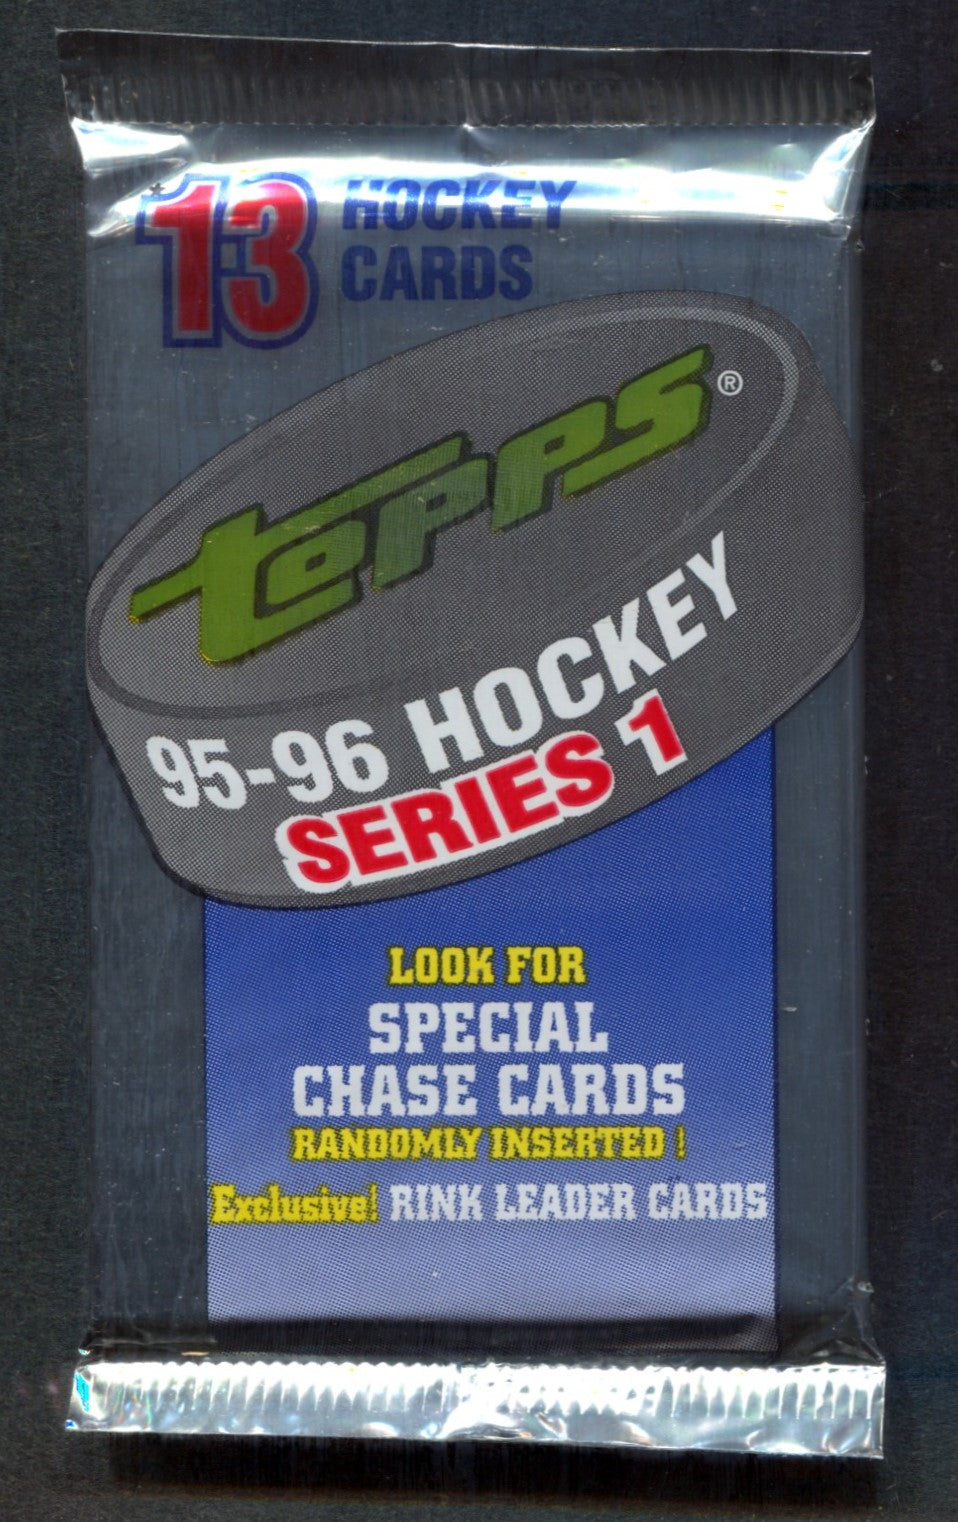 13 HOCKEY
CARDS
topps®
95-96 HOCKEY
SERIES 1
LOOK FOR
SPECIAL
CHASE CARDS
RANDOMLY INSERTED !
Exclusive! RINK LEADER CARDS